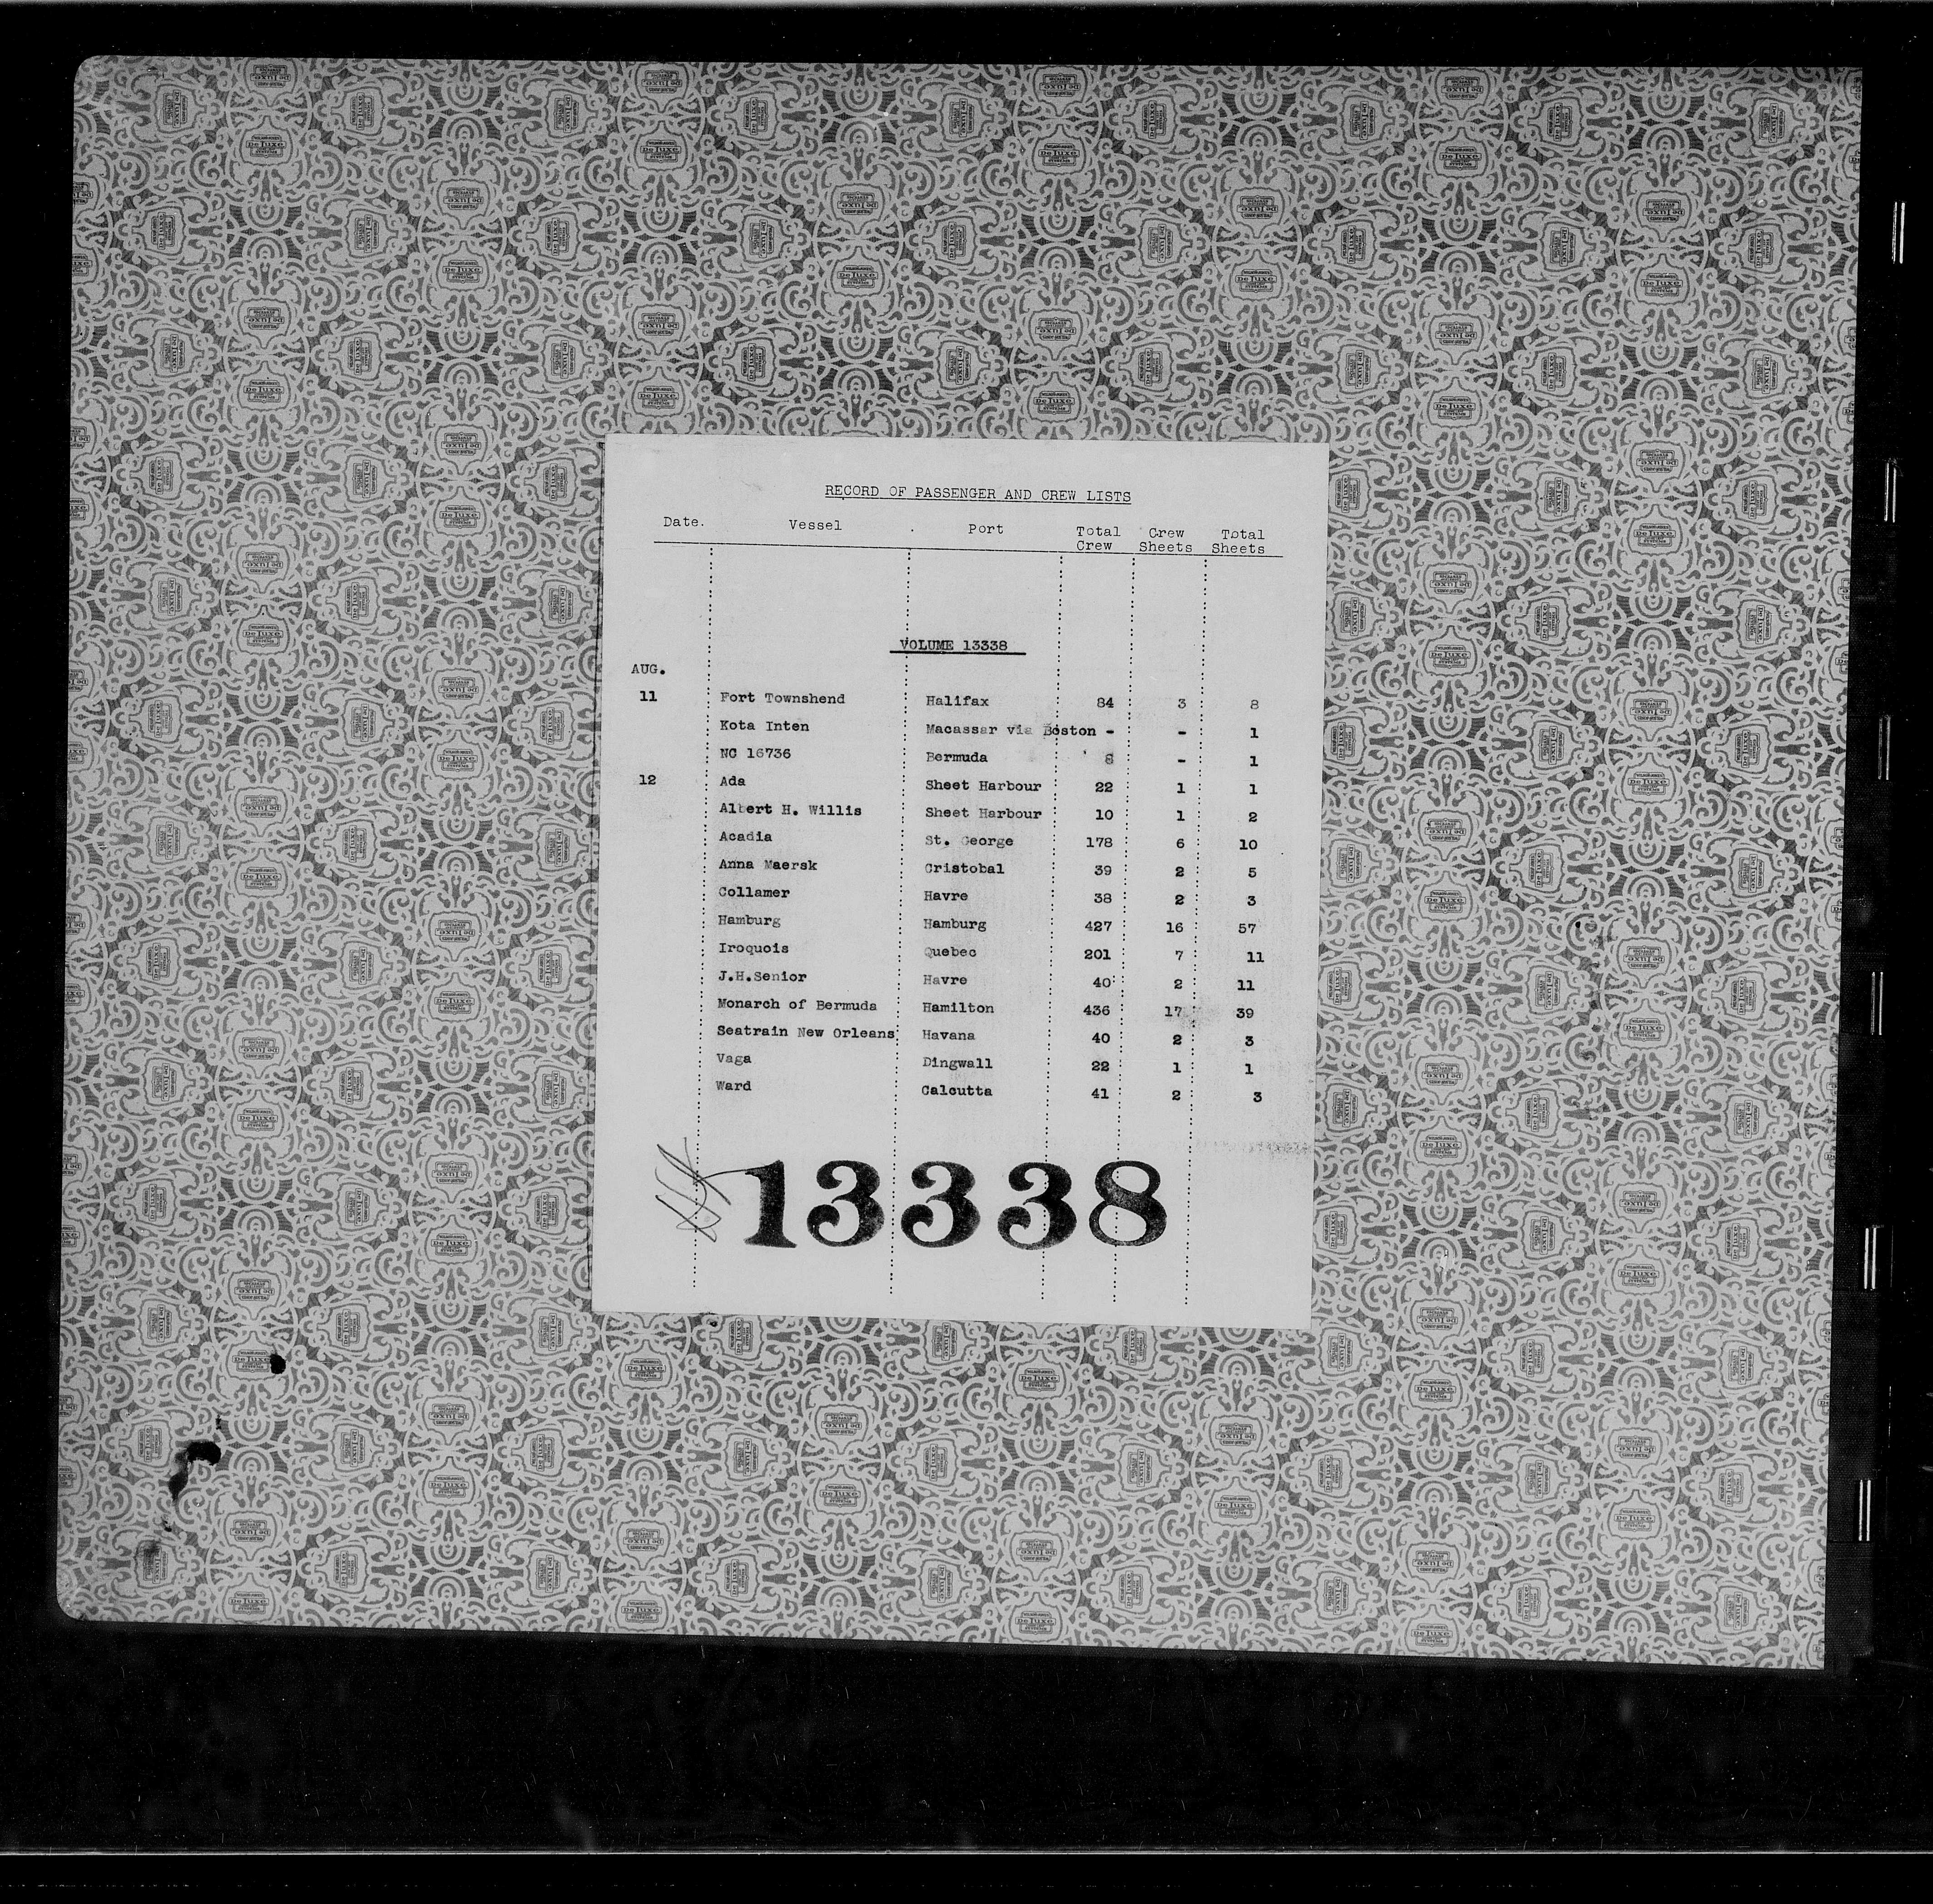 RECORD OF PASSENGER AND CREW LISTS
Date. Vessel Port Total Crew Crew Sheets Total Sheets
VOLUME 13338
AUG.
11 Fort Townshend Halifax 84 3 8
Kota Inten Macassar via Boston - - 1
NC 16736 Bermuda 8 - 1
12 Ada Sheet Harbour 22 1 1
Albert H. Willis Sheet Harbour 10 1 2
Acadia St. George 178 6 10
Anna Maersk Cristobal 39 2 5
Collamer Havre 38 2 3
Hamburg Hamburg 427 16 57
Iroquois Quebec 201 7 11
J.H.Senior Havre 40 2 11
Monarch of Bermuda Hamilton 436 17 39
Seatrain New Orleans Havana 40 2 3
Vaga Dingwall 22 1 1
Ward Calcutta 41 2 3
13338
De Luxe